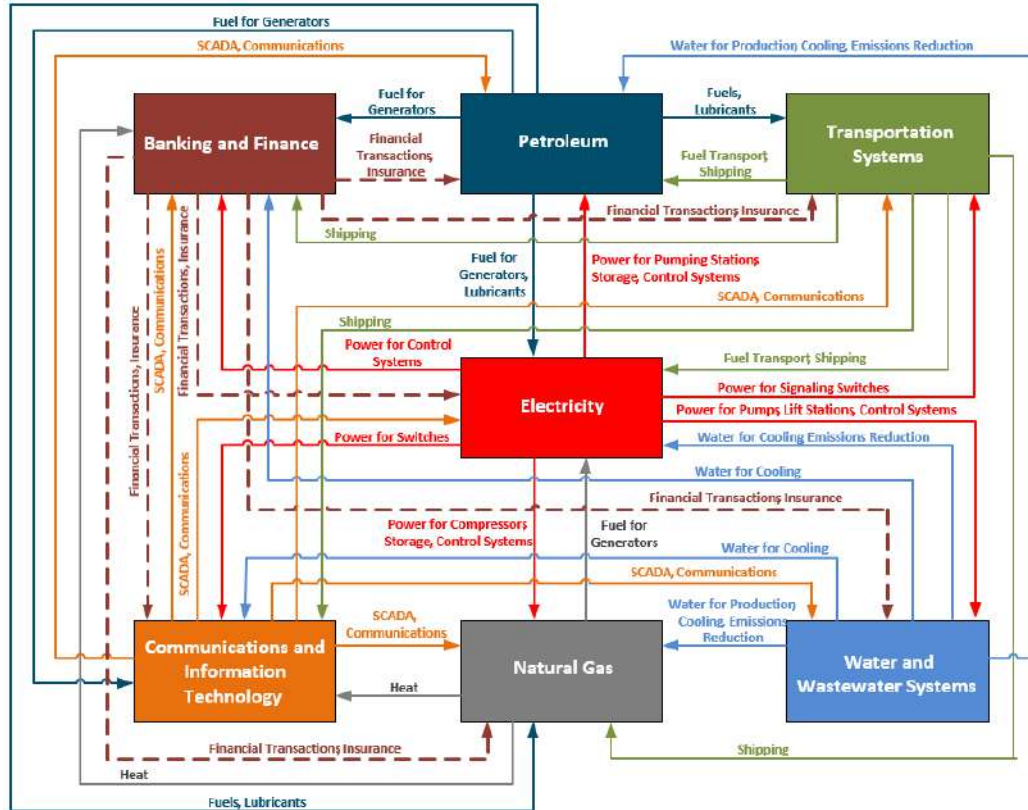 Fuel for Generators
SCADA, Communications
Water for Production Cooling, Emissions Reduction
Fuel for
Generators
Fuels,
Lubricants
Banking and Finance
Petroleum
Transportation
Systems
Financial
Transactions,
Insurance
Fuel Transport,
Shipping
Financial Transactions Insurance
Shipping
Fuel for
Generators,
Lubricants
Power for Pumping Stations,
Storage, Control Systems
SCADA, Communications
Financial Transactions, Insurance
SCADA, Communications
Financial Transactions, Insurance
Shipping
Power for Control
Systems
Fuel Transport, Shipping
Electricity
Power for Signaling Switches
Power for Pumps, Lift Stations, Control Systems
Power for Switches
Water for Cooling Emissions Reduction
SCADA, Communications
Water for Cooling
Financial Transactions, Insurance
Power for Compressors,
Storage, Control Systems
Fuel for
Generators
Water for Cooling
SCADA, Communications
SCADA,
Communications
Water for Production,
Cooling, Emissions
Reduction
Communications and
Information
Technology
Natural Gas
Water and
Wastewater Systems
Heat
Financial Transactions, Insurance
Shipping
Heat
Fuels, Lubricants